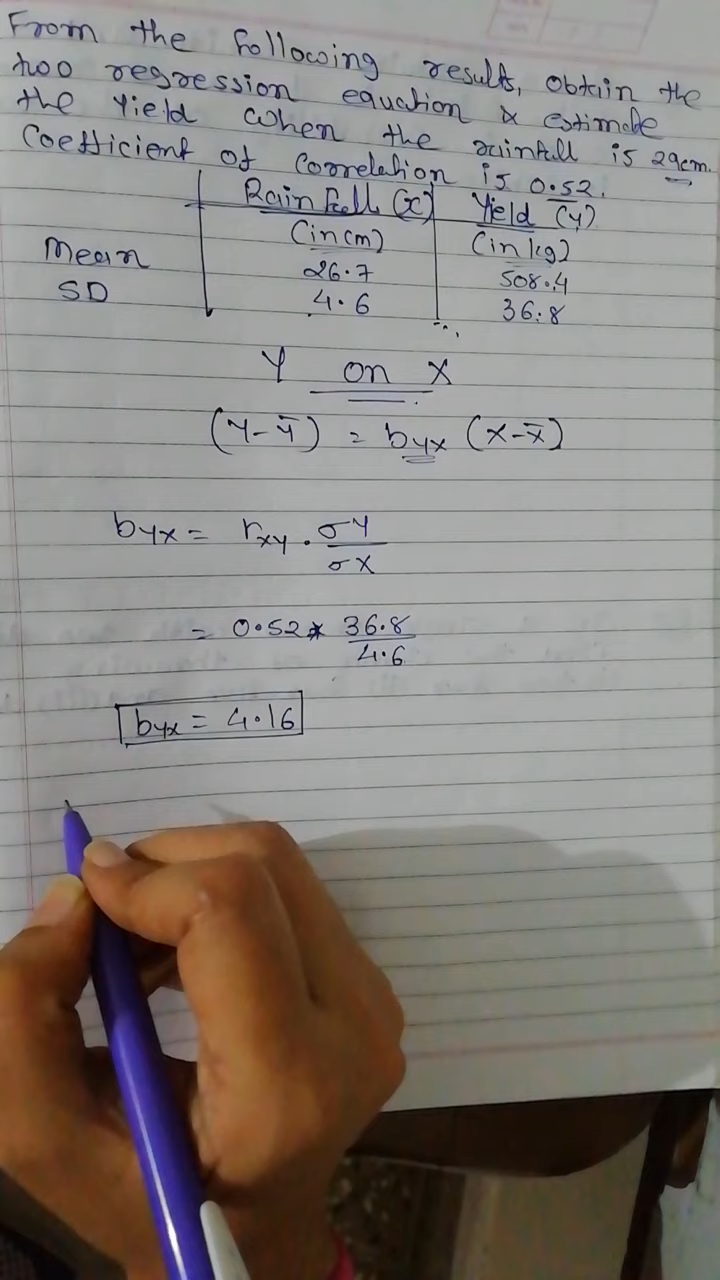 From the following results, obtain the
two regression equation & estimate
the Yield when the rainfall is 29cm.
Coefficient of Correlation is 0.52.
Rain Fall (X) Yield (Y)
(in cm) (in kg)
Mean 26.7 508.4
SD 4.6 36.8
Y on X
(Y-Ȳ) = byx (X-X̄)
byx = rxy . σY/σX
= 0.52 * 36.8/4.6
byx = 4.16